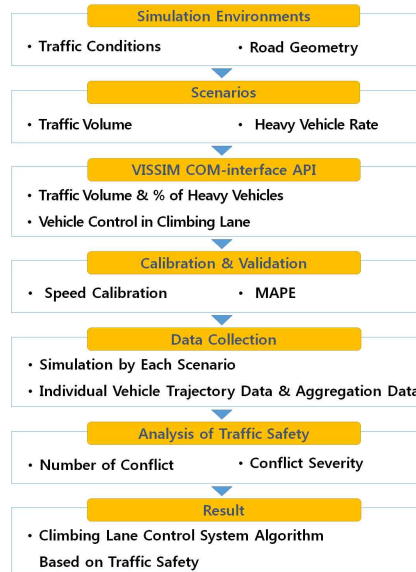 Simulation Environments
• Traffic Conditions • Road Geometry
Scenarios
• Traffic Volume • Heavy Vehicle Rate
VISSIM COM-interface API
• Traffic Volume & % of Heavy Vehicles
• Vehicle Control in Climbing Lane
Calibration & Validation
• Speed Calibration • MAPE
Data Collection
• Simulation by Each Scenario
• Individual Vehicle Trajectory Data & Aggregation Data
Analysis of Traffic Safety
• Number of Conflict • Conflict Severity
Result
• Climbing Lane Control System Algorithm
Based on Traffic Safety